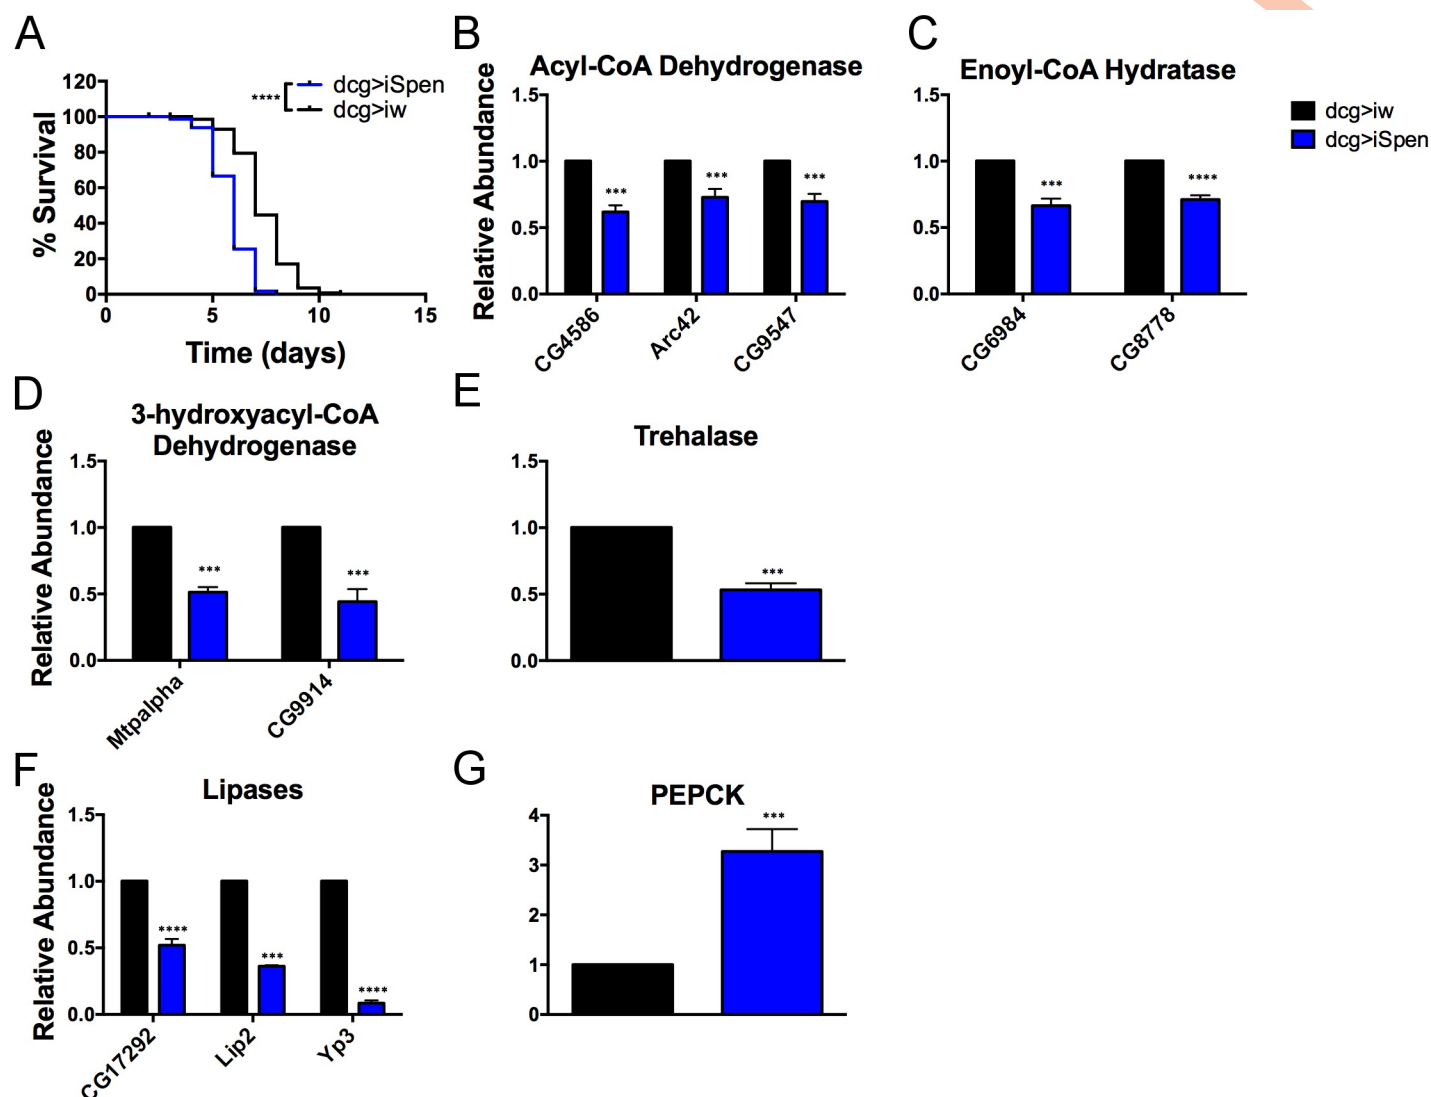 A
120
100
80
60
40
20
0
% Survival
0 5 10 15
Time (days)
****
dcg>iSpen
dcg>iw
B
Acyl-CoA Dehydrogenase
Relative Abundance
1.5
1.0
0.5
0.0
***
***
***
CG4586
Arc42
CG9547
C
Enoyl-CoA Hydratase
1.5
1.0
0.5
0.0
***
****
CG6984
CG8778
dcg>iw
dcg>iSpen
D
3-hydroxyacyl-CoA
Dehydrogenase
Relative Abundance
1.5
1.0
0.5
0.0
***
***
Mtpalpha
CG9914
E
Trehalase
1.5
1.0
0.5
0.0
***
F
Lipases
Relative Abundance
1.5
1.0
0.5
0.0
****
***
****
CG17292
Lip2
Yp3
G
PEPCK
4
3
2
1
0
***